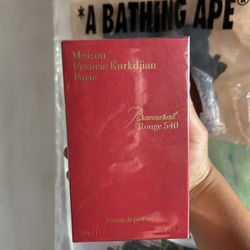 *A BATHING APE®
Maison
Francis Kurkdjian
Paris
Baccarat
Rouge 540
Extrait de parfum